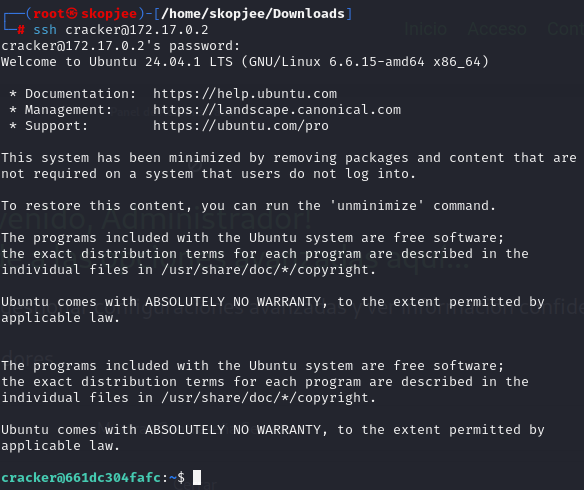 ┌──(root㉿skopjee)-[/home/skopjee/Downloads]
└─# ssh cracker@172.17.0.2
cracker@172.17.0.2's password:
Welcome to Ubuntu 24.04.1 LTS (GNU/Linux 6.6.15-amd64 x86_64)

 * Documentation:  https://help.ubuntu.com
 * Management:     https://landscape.canonical.com
 * Support:        https://ubuntu.com/pro

This system has been minimized by removing packages and content that are
not required on a system that users do not log into.

To restore this content, you can run the 'unminimize' command.

The programs included with the Ubuntu system are free software;
the exact distribution terms for each program are described in the
individual files in /usr/share/doc/*/copyright.

Ubuntu comes with ABSOLUTELY NO WARRANTY, to the extent permitted by
applicable law.


The programs included with the Ubuntu system are free software;
the exact distribution terms for each program are described in the
individual files in /usr/share/doc/*/copyright.

Ubuntu comes with ABSOLUTELY NO WARRANTY, to the extent permitted by
applicable law.

cracker@661dc304fafc:~$
Inicio Acceso
Administrador!
configuraciones avanzadas y ver información